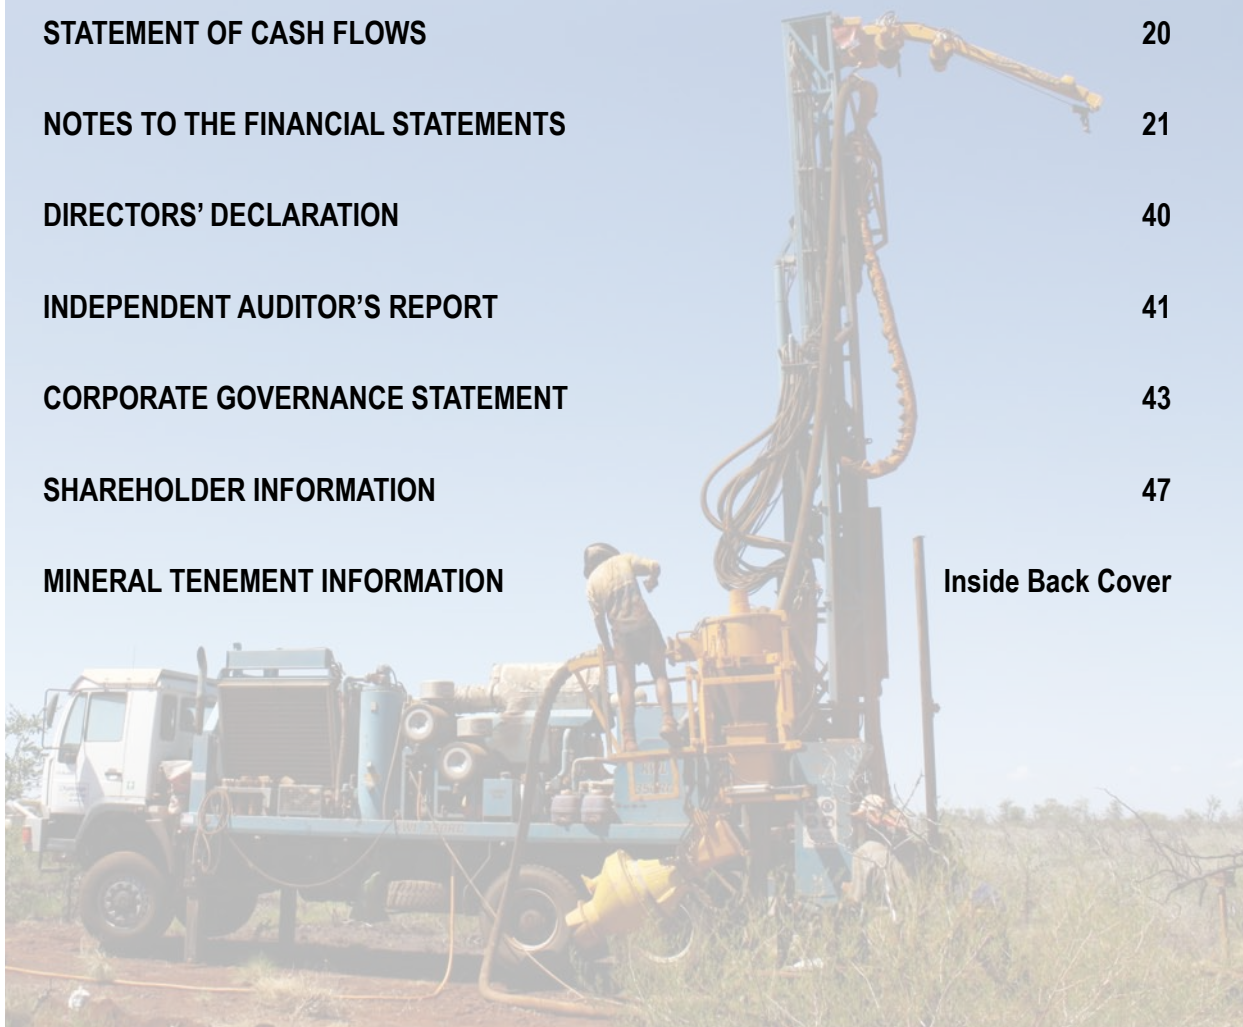 STATEMENT OF CASH FLOWS 20
NOTES TO THE FINANCIAL STATEMENTS 21
DIRECTORS’ DECLARATION 40
INDEPENDENT AUDITOR’S REPORT 41
CORPORATE GOVERNANCE STATEMENT 43
SHAREHOLDER INFORMATION 47
MINERAL TENEMENT INFORMATION Inside Back Cover